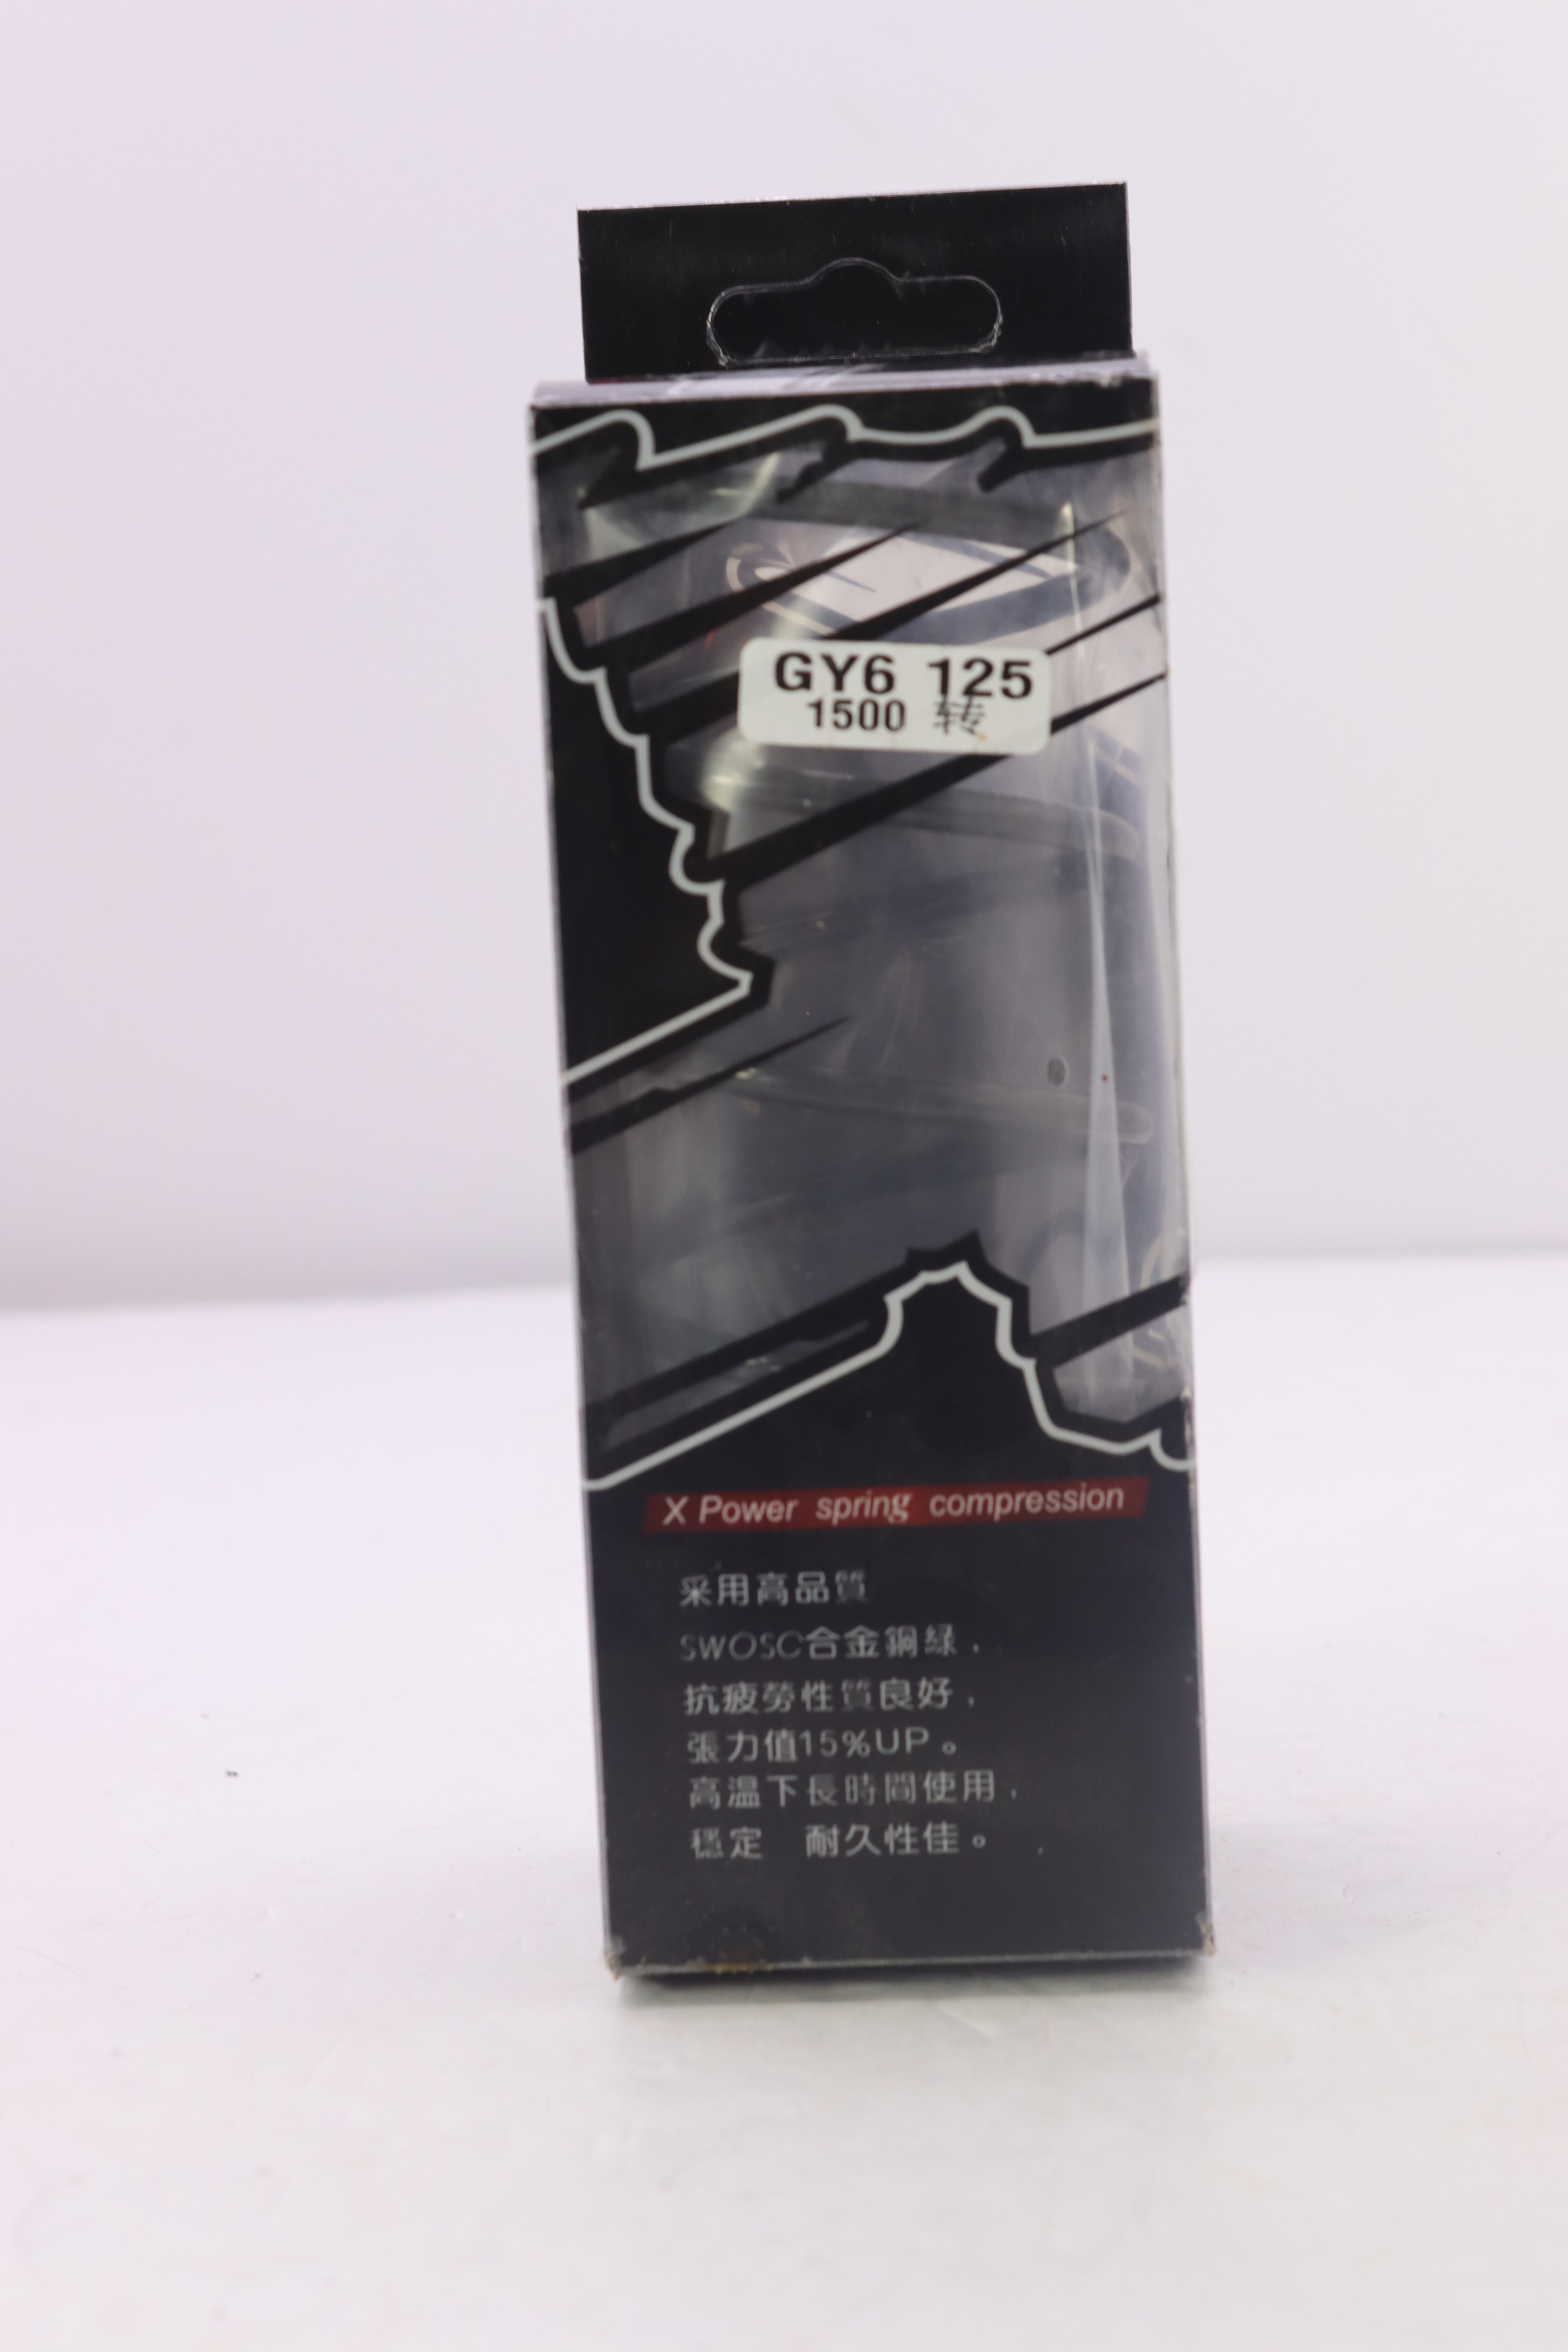 GY6 125
1500 转
X Power spring compression
采用高品質
SWOSC合金鋼綠，
抗疲勞性質良好，
張力值15%UP。
高温下長時間使用，
穩定 耐久性佳。